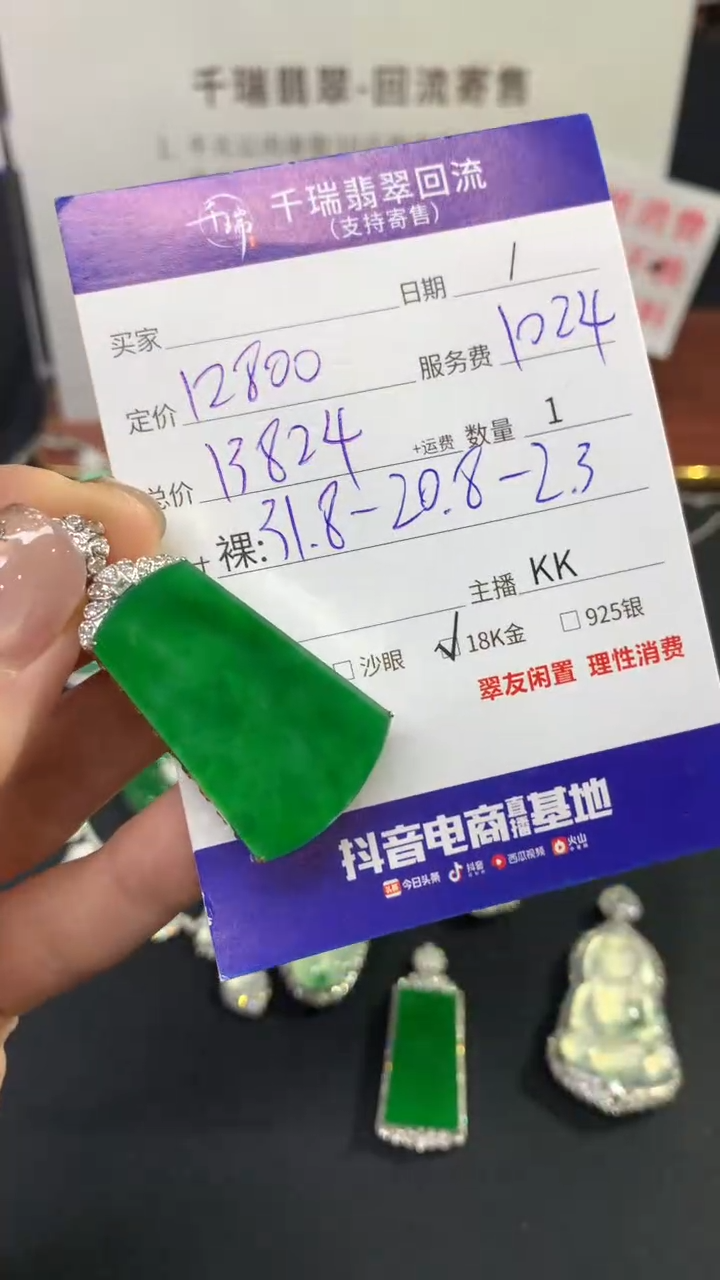 千瑞翡翠-回流寄售
千瑞
千瑞翡翠回流
(支持寄售)
买家 日期 /
定价 12800 服务费 1024
总价 13824 +运费 数量 1
裸: 31.8-20.8-2.3
主播 KK
沙眼 √ 18K金 925银
翠友闲置 理性消费
抖音电商直播基地
头条 今日头条 抖音 西瓜视频 火山